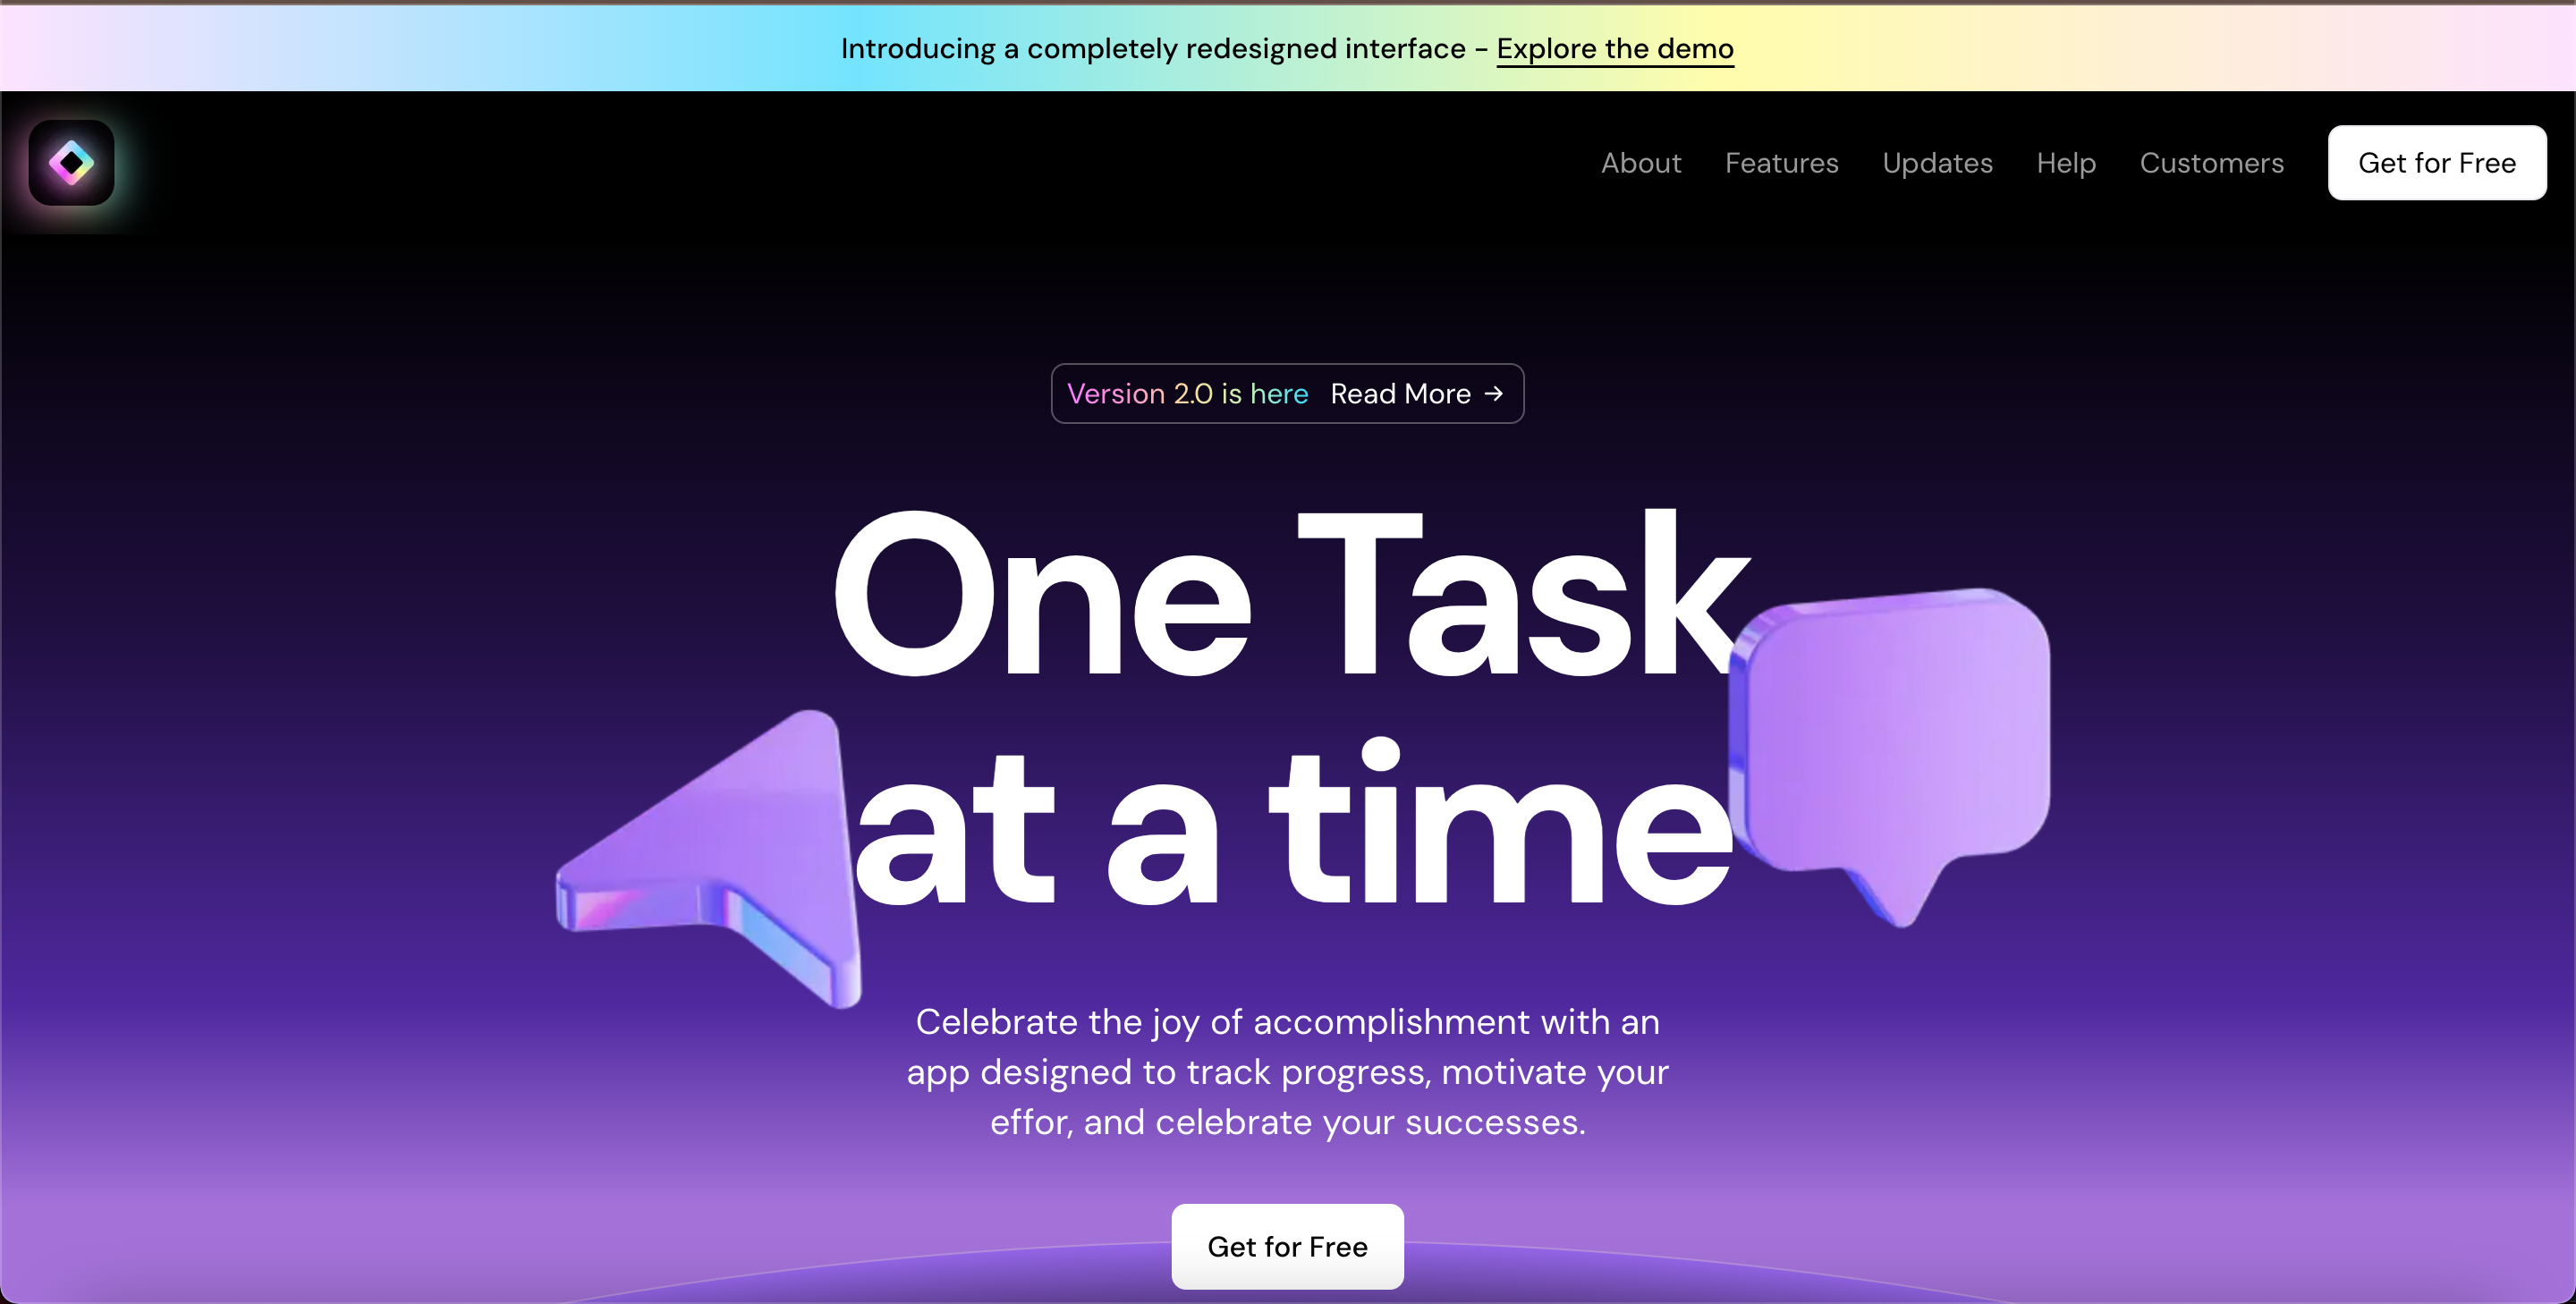 Introducing a completely redesigned interface - Explore the demo
About Features Updates Help Customers Get for Free
Version 2.0 is here Read More →
One Task
at a time
Celebrate the joy of accomplishment with an
app designed to track progress, motivate your
effor, and celebrate your successes.
Get for Free